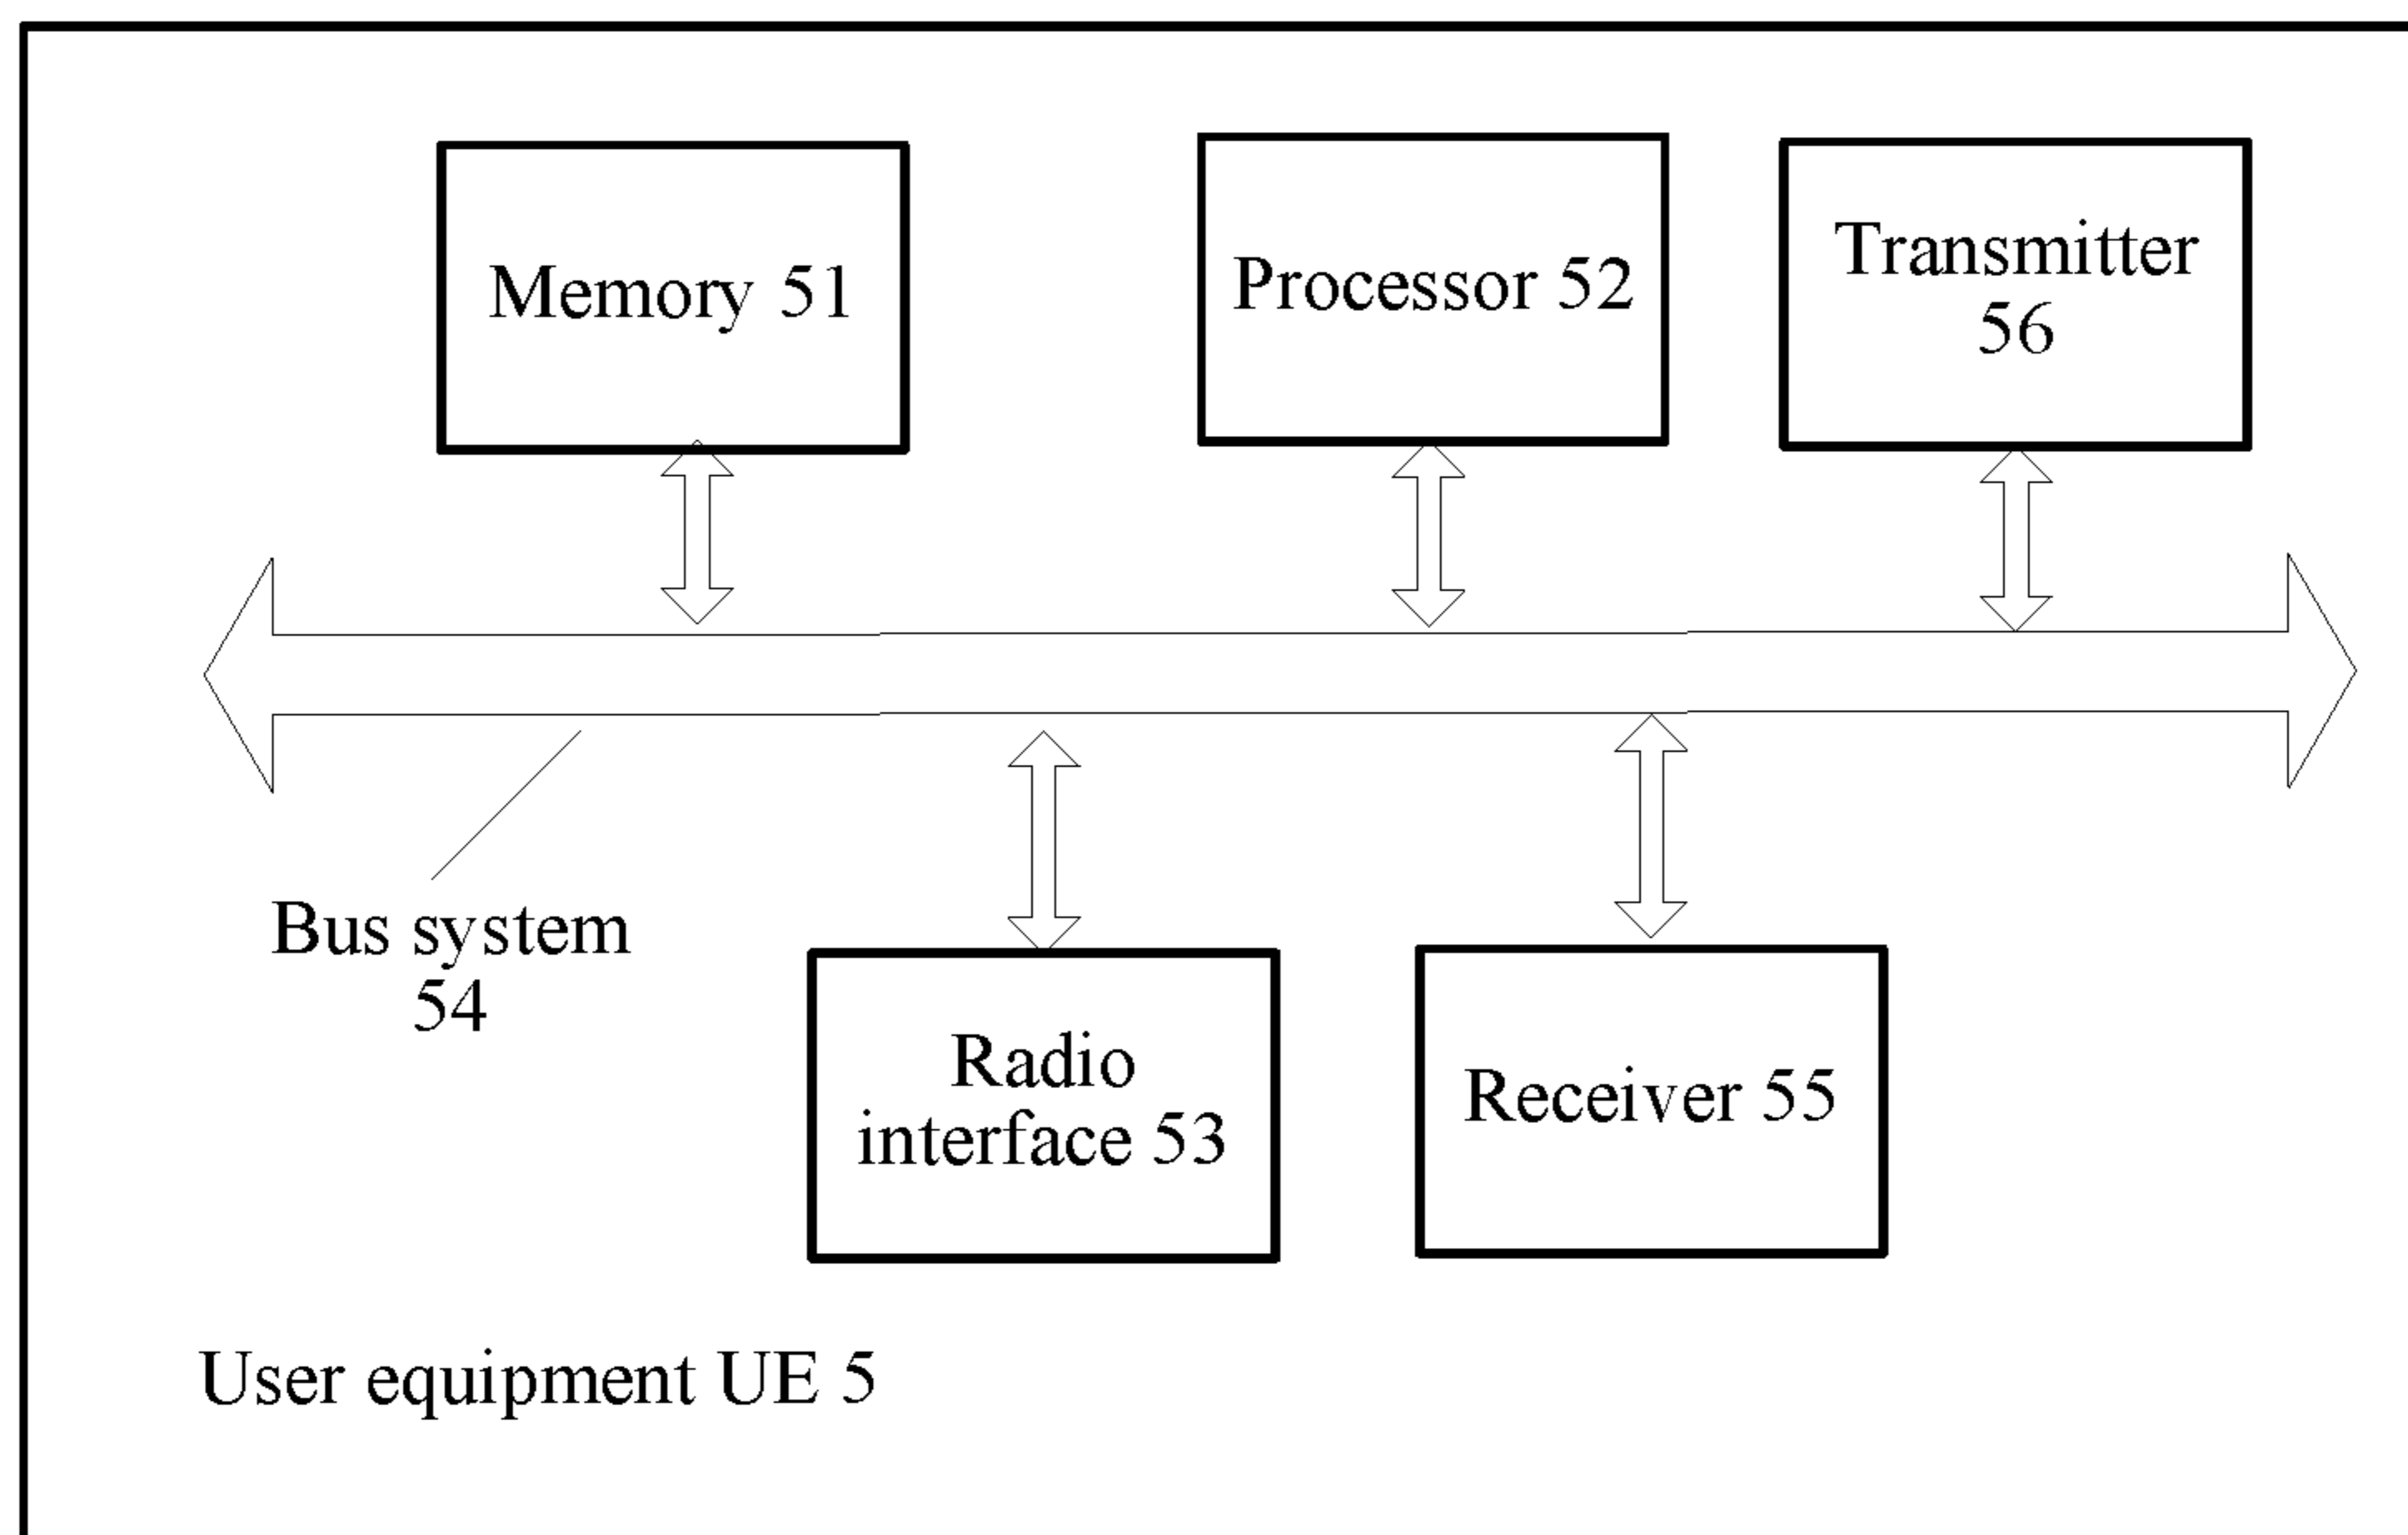 Memory 51
Processor 52
Transmitter
56
Bus system
54
Radio
interface 53
Receiver 55
User equipment UE 5